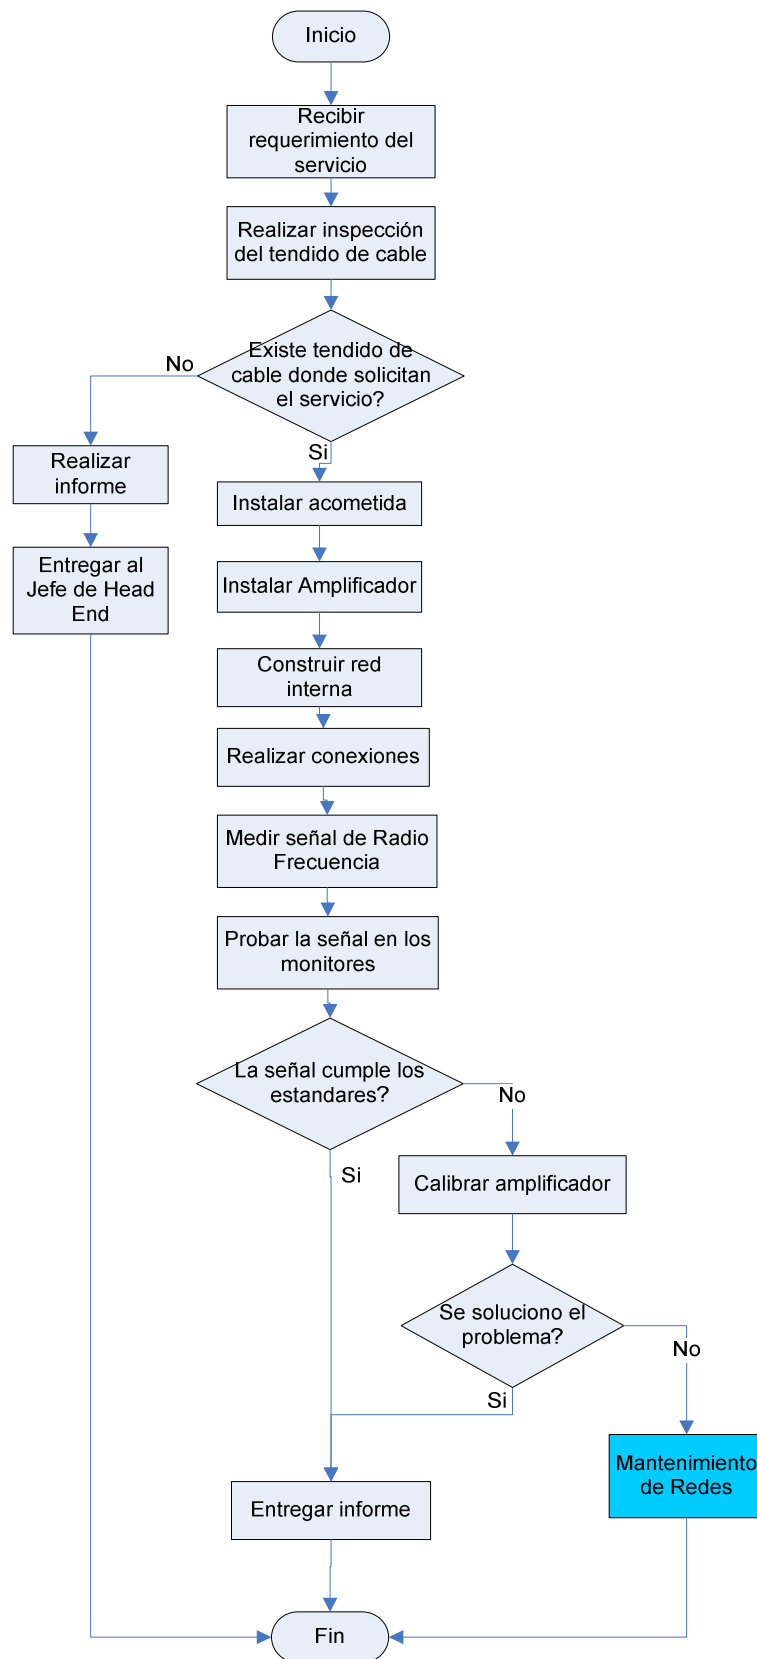 Inicio
Recibir
requerimiento del
servicio
Realizar inspección
del tendido de cable
Existe tendido de
cable donde solicitan
el servicio?
No
Si
Realizar
informe
Entregar al
Jefe de Head
End
Instalar acometida
Instalar Amplificador
Construir red
interna
Realizar conexiones
Medir señal de Radio
Frecuencia
Probar la señal en los
monitores
La señal cumple los
estandares?
No
Si
Calibrar amplificador
Se soluciono el
problema?
No
Si
Mantenimiento
de Redes
Entregar informe
Fin